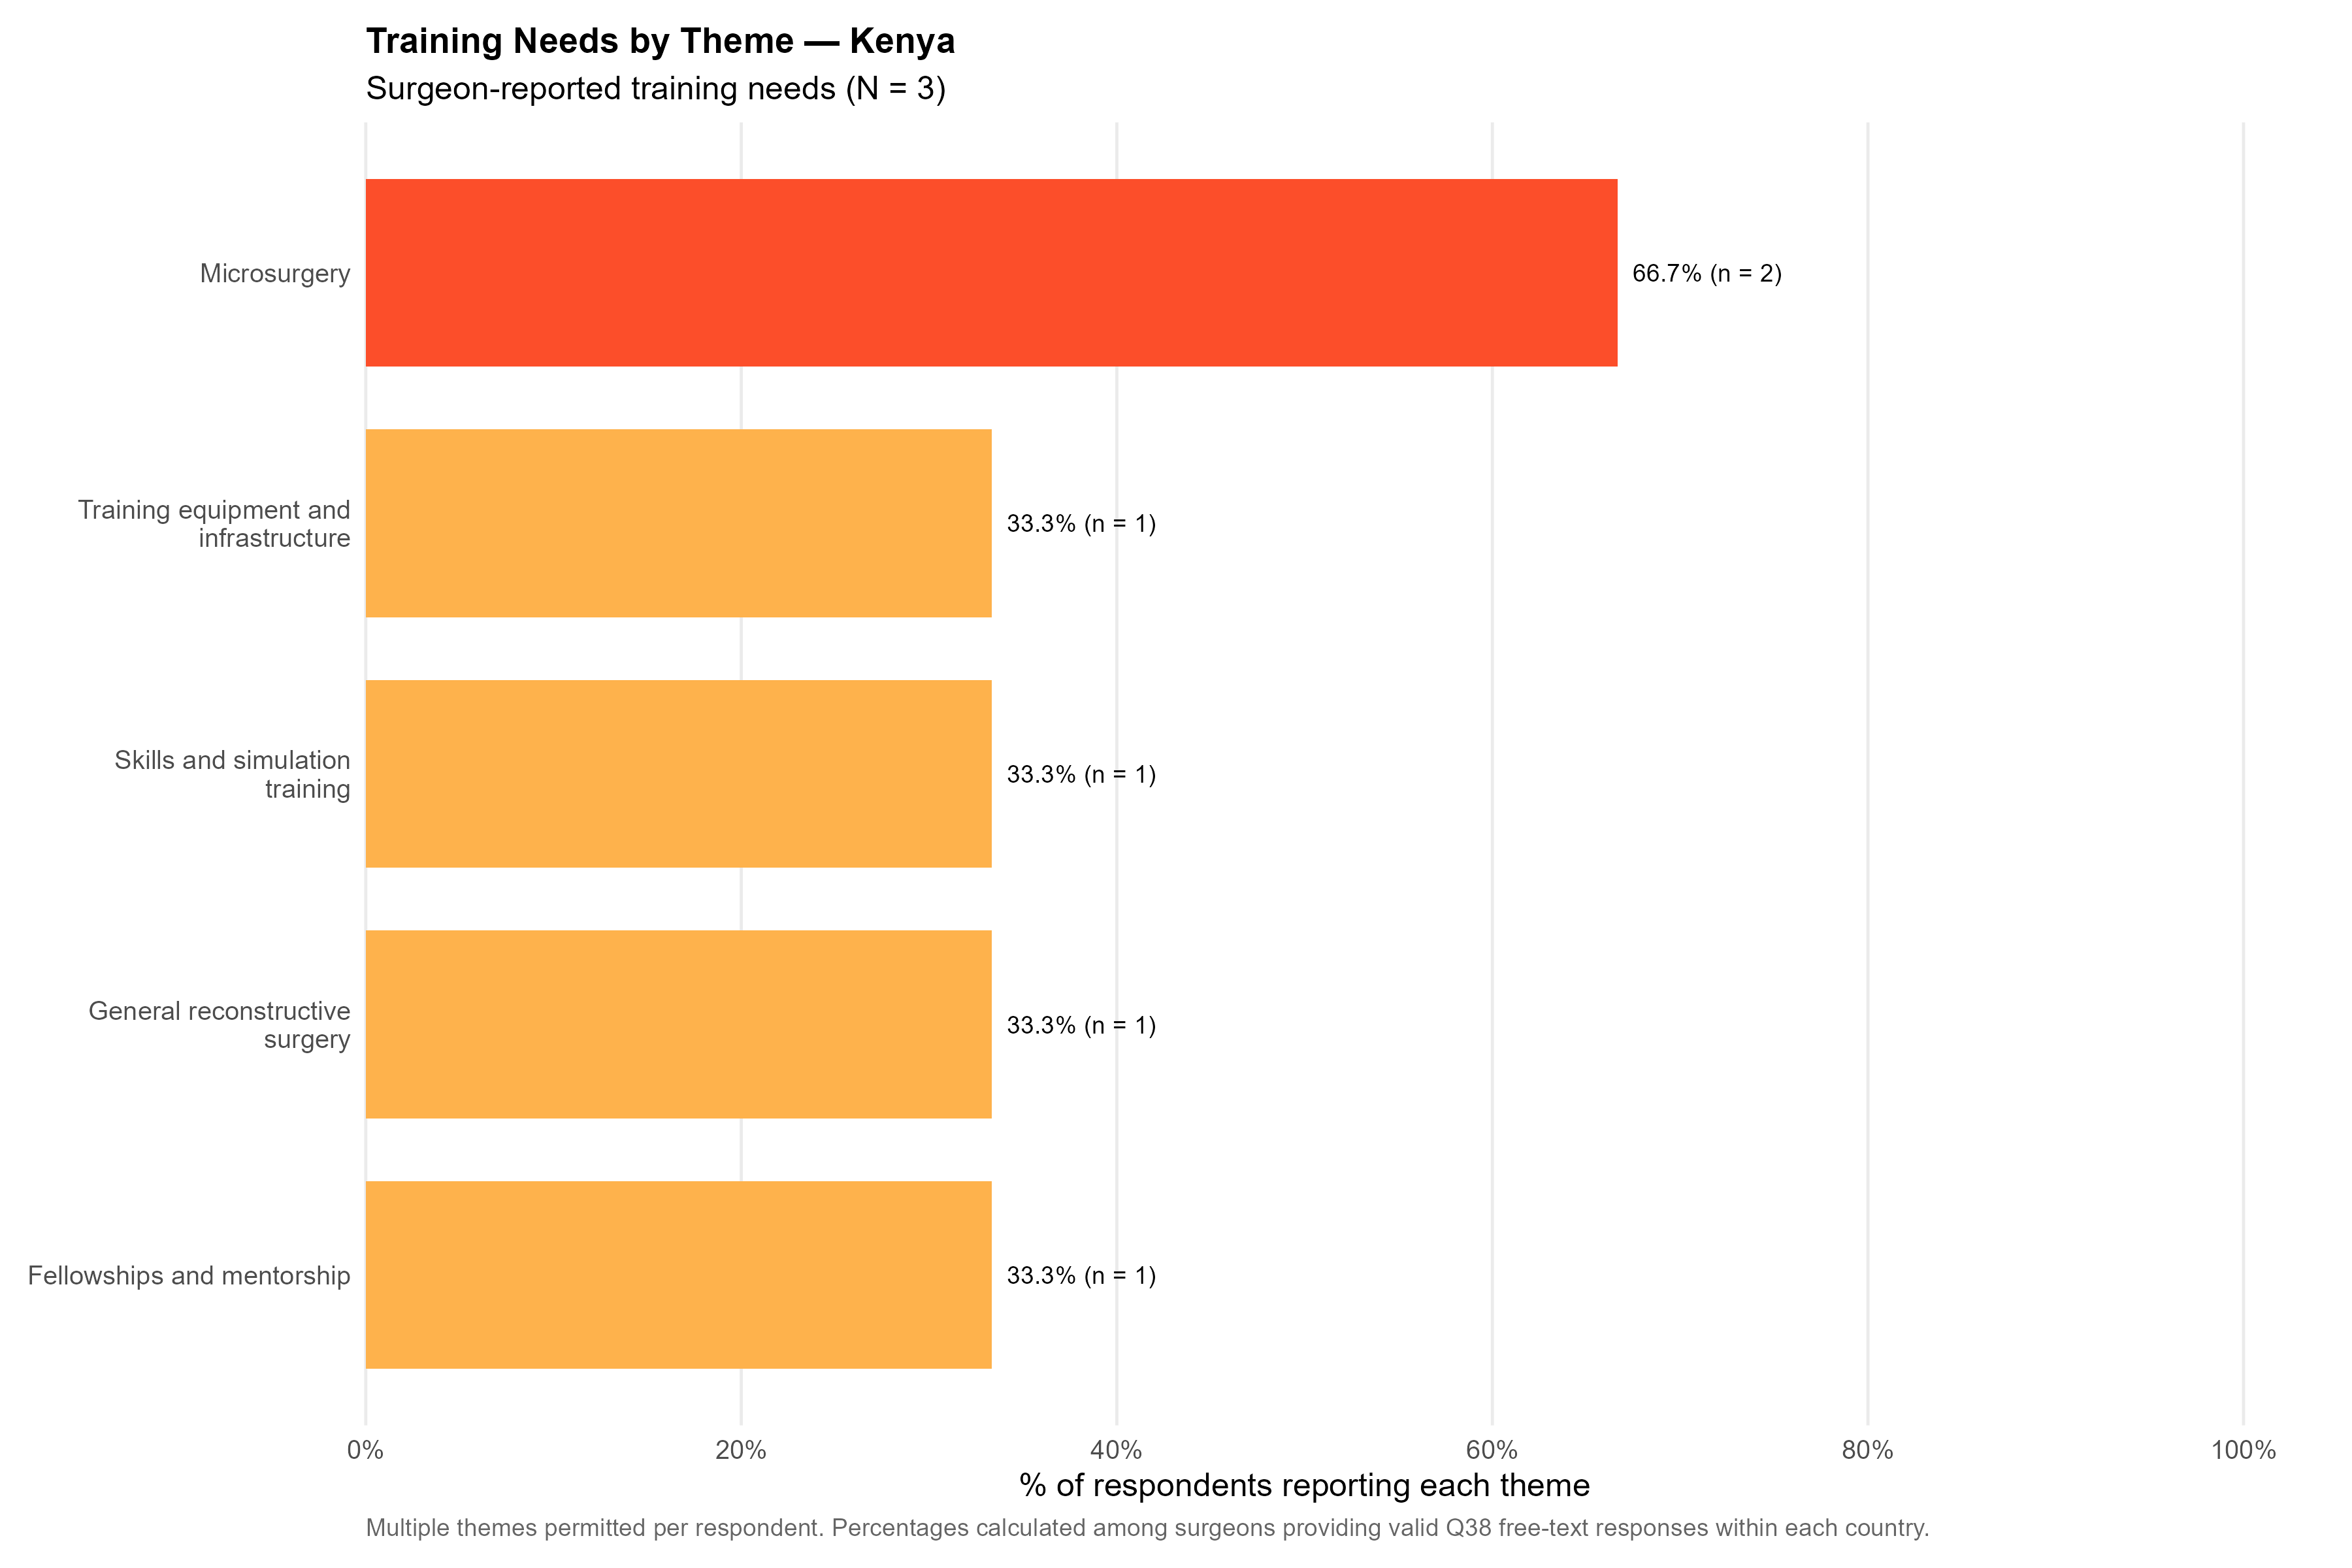 Training Needs by Theme — Kenya
Surgeon-reported training needs (N = 3)
Microsurgery
66.7% (n = 2)
Training equipment and
infrastructure
33.3% (n = 1)
Skills and simulation
training
33.3% (n = 1)
General reconstructive
surgery
33.3% (n = 1)
Fellowships and mentorship
33.3% (n = 1)
0% 20% 40% 60% 80% 100%
% of respondents reporting each theme
Multiple themes permitted per respondent. Percentages calculated among surgeons providing valid Q38 free-text responses within each country.